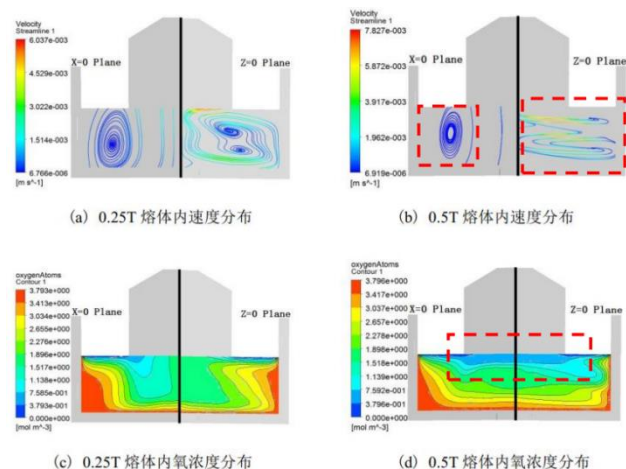 Velocity
Streamline 1
6.037e-003
4.529e-003
3.022e-003
1.514e-003
6.766e-006
[m s^-1]
X=0 Plane
Z=0 Plane
(a) 0.25T 熔体内速度分布
Velocity
Streamline 1
7.827e-003
5.872e-003
3.917e-003
1.962e-003
6.919e-006
[m s^-1]
X=0 Plane
Z=0 Plane
(b) 0.5T 熔体内速度分布
oxygenAtoms
Contour 1
3.793e+000
3.413e+000
3.034e+000
2.655e+000
2.276e+000
1.896e+000
1.517e+000
1.138e+000
7.585e-001
3.793e-001
0.000e+000
[mol m^-3]
X=0 Plane
Z=0 Plane
(c) 0.25T 熔体内氧浓度分布
oxygenAtoms
Contour 1
3.796e+000
3.416e+000
3.037e+000
2.657e+000
2.278e+000
1.898e+000
1.518e+000
1.139e+000
7.592e-001
3.796e-001
0.000e+000
[mol m^-3]
X=0 Plane
Z=0 Plane
(d) 0.5T 熔体内氧浓度分布